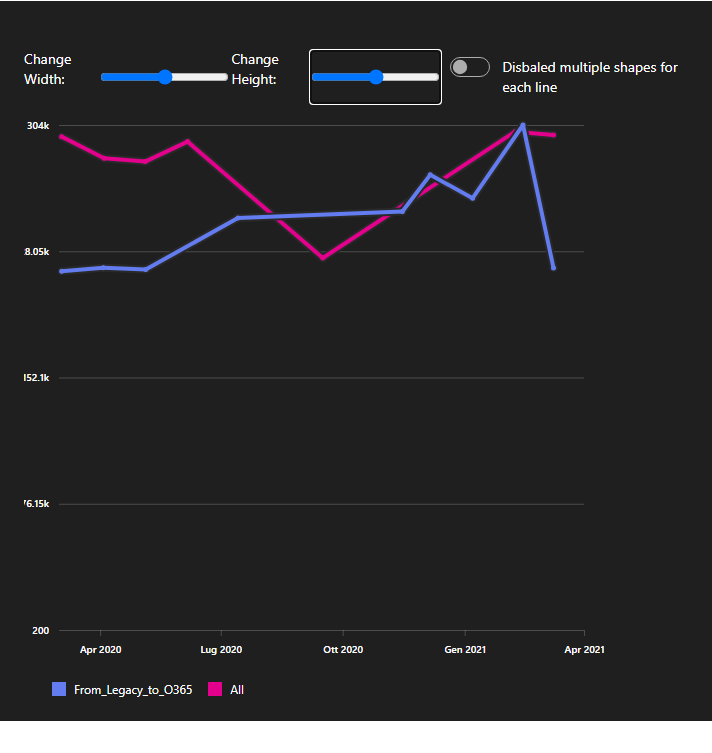 Change
Width:
Change
Height:
Disbaled multiple shapes for
each line
304k
8.05k
152.1k
76.15k
200
Apr 2020
Lug 2020
Ott 2020
Gen 2021
Apr 2021
From_Legacy_to_O365
All